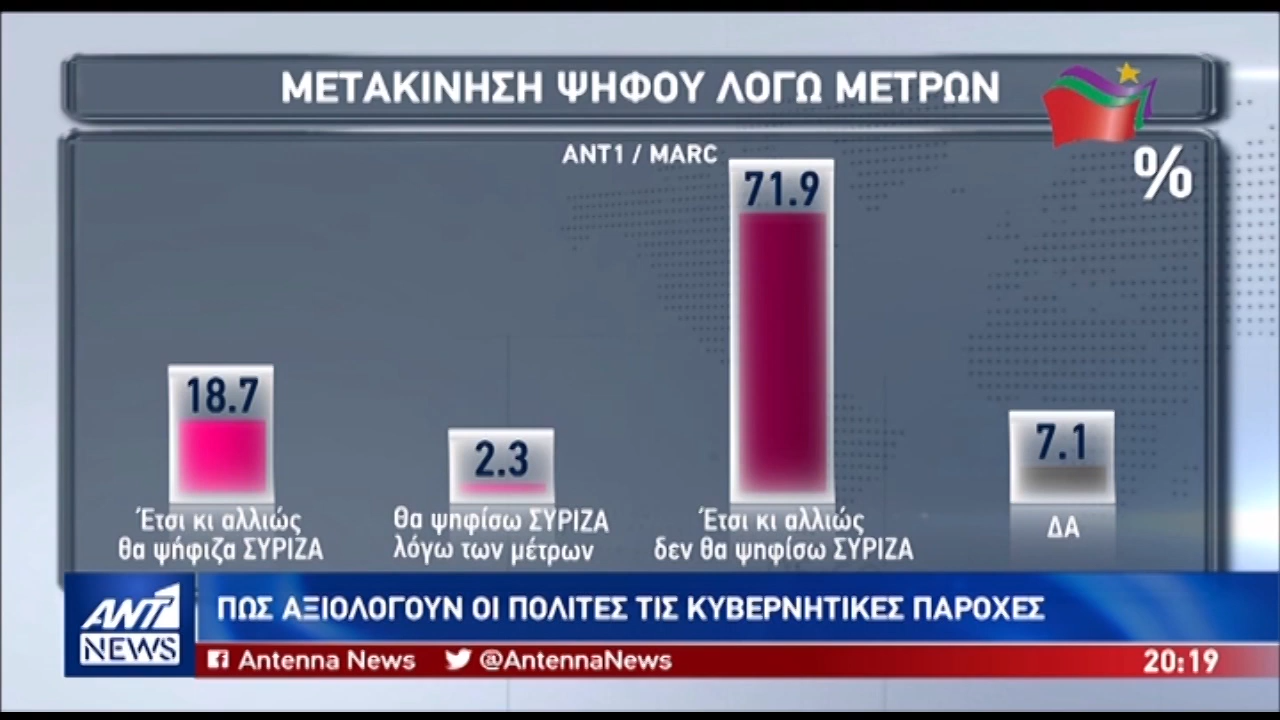 ΜΕΤΑΚΙΝΗΣΗ ΨΗΦΟΥ ΛΟΓΩ ΜΕΤΡΩΝ
ANT1 / MARC
%
18.7
2.3
71.9
7.1
Έτσι κι αλλιώς
θα ψήφιζα ΣΥΡΙΖΑ
Θα ψηφίσω ΣΥΡΙΖΑ
λόγω των μέτρων
Έτσι κι αλλιώς
δεν θα ψηφίσω ΣΥΡΙΖΑ
ΔΑ
ANT1
NEWS
ΠΩΣ ΑΞΙΟΛΟΓΟΥΝ ΟΙ ΠΟΛΙΤΕΣ ΤΙΣ ΚΥΒΕΡΝΗΤΙΚΕΣ ΠΑΡΟΧΕΣ
Antenna News @AntennaNews
20:19